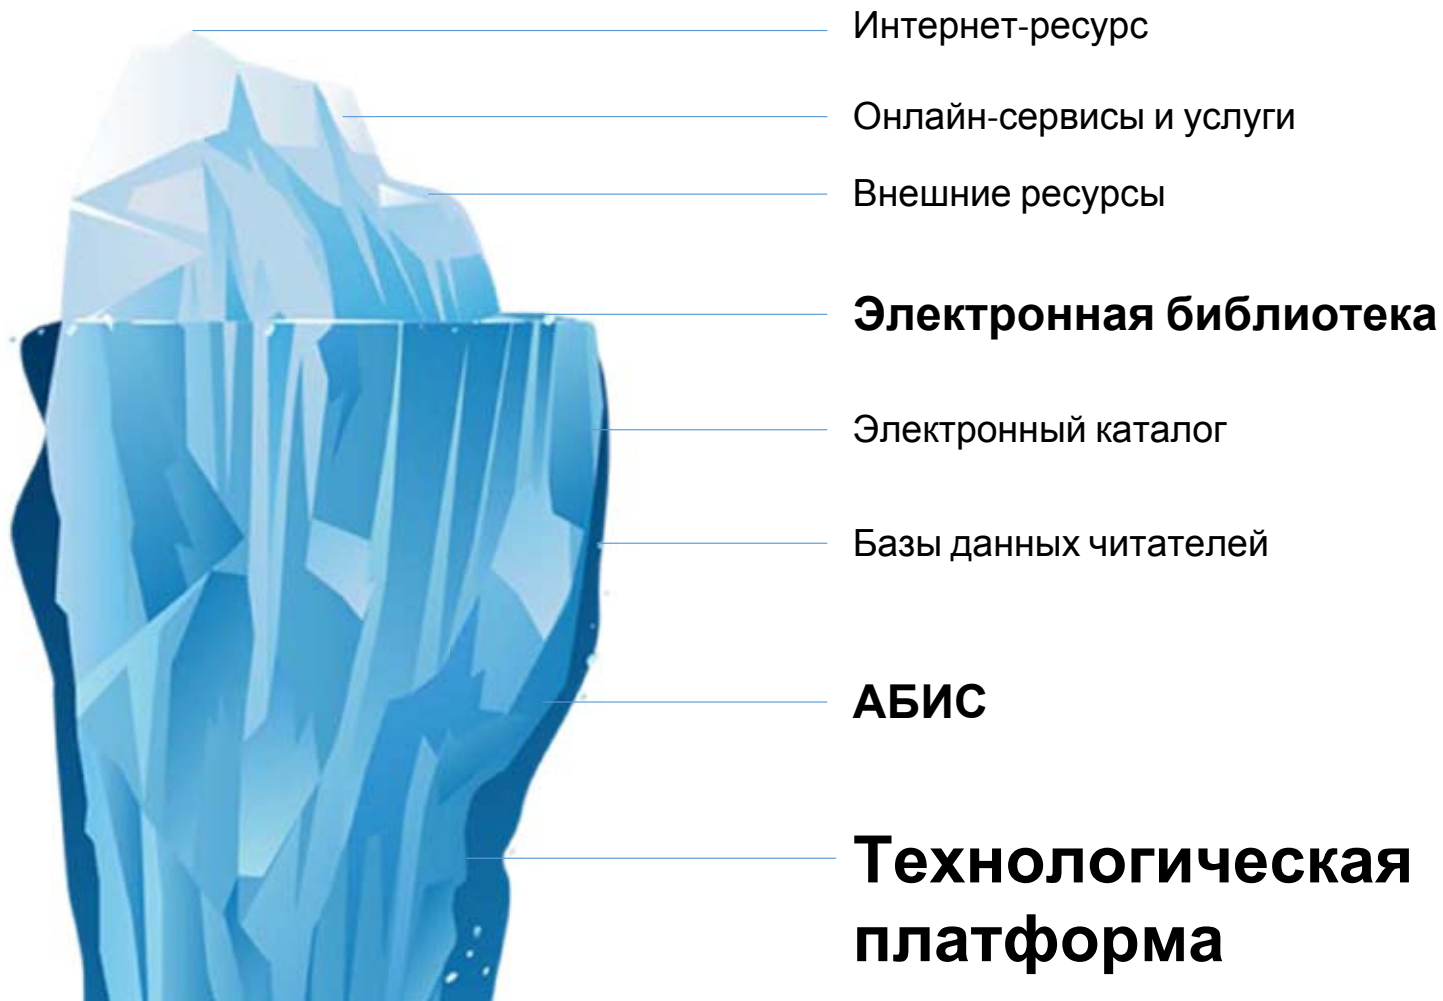 Интернет-ресурс
Онлайн-сервисы и услуги
Внешние ресурсы
Электронная библиотека
Электронный каталог
Базы данных читателей
АБИС
Технологическая
платформа